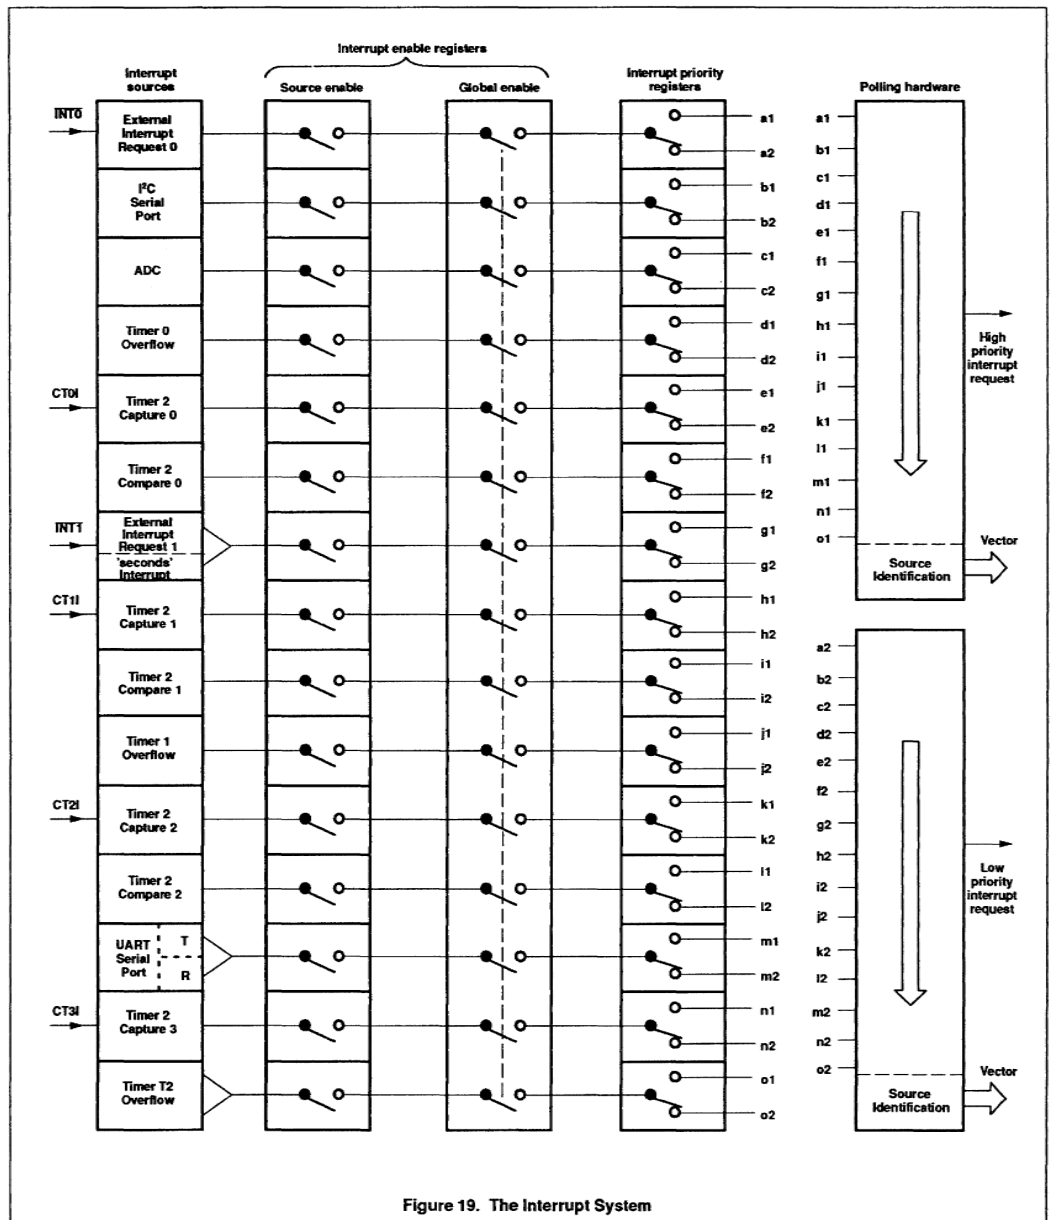 Interrupt enable registers
Interrupt
sources
Source enable
Global enable
Interrupt priority
registers
Polling hardware
INT0
External
Interrupt
Request 0
a1
a2
I²C
Serial
Port
b1
b2
ADC
c1
c2
Timer 0
Overflow
d1
d2
CT0I
Timer 2
Capture 0
e1
e2
Timer 2
Compare 0
f1
f2
INT1
External
Interrupt
Request 1
'seconds'
Interrupt
g1
g2
CT1I
Timer 2
Capture 1
h1
h2
Timer 2
Compare 1
i1
i2
Timer 1
Overflow
j1
j2
CT2I
Timer 2
Capture 2
k1
k2
Timer 2
Compare 2
l1
l2
UART
Serial
Port
T
R
m1
m2
CT3I
Timer 2
Capture 3
n1
n2
Timer T2
Overflow
o1
o2
a1
b1
c1
d1
e1
f1
g1
h1
i1
j1
k1
l1
m1
n1
o1
High
priority
interrupt
request
Source
Identification
Vector
a2
b2
c2
d2
e2
f2
g2
h2
i2
j2
k2
l2
m2
n2
o2
Low
priority
interrupt
request
Source
Identification
Vector
Figure 19. The Interrupt System